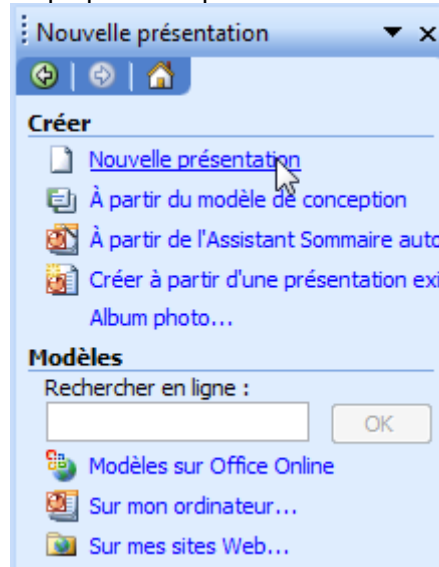 Nouvelle présentation
Créer
Nouvelle présentation
À partir du modèle de conception
À partir de l'Assistant Sommaire auto
Créer à partir d'une présentation exi
Album photo...
Modèles
Rechercher en ligne :
OK
Modèles sur Office Online
Sur mon ordinateur...
Sur mes sites Web...